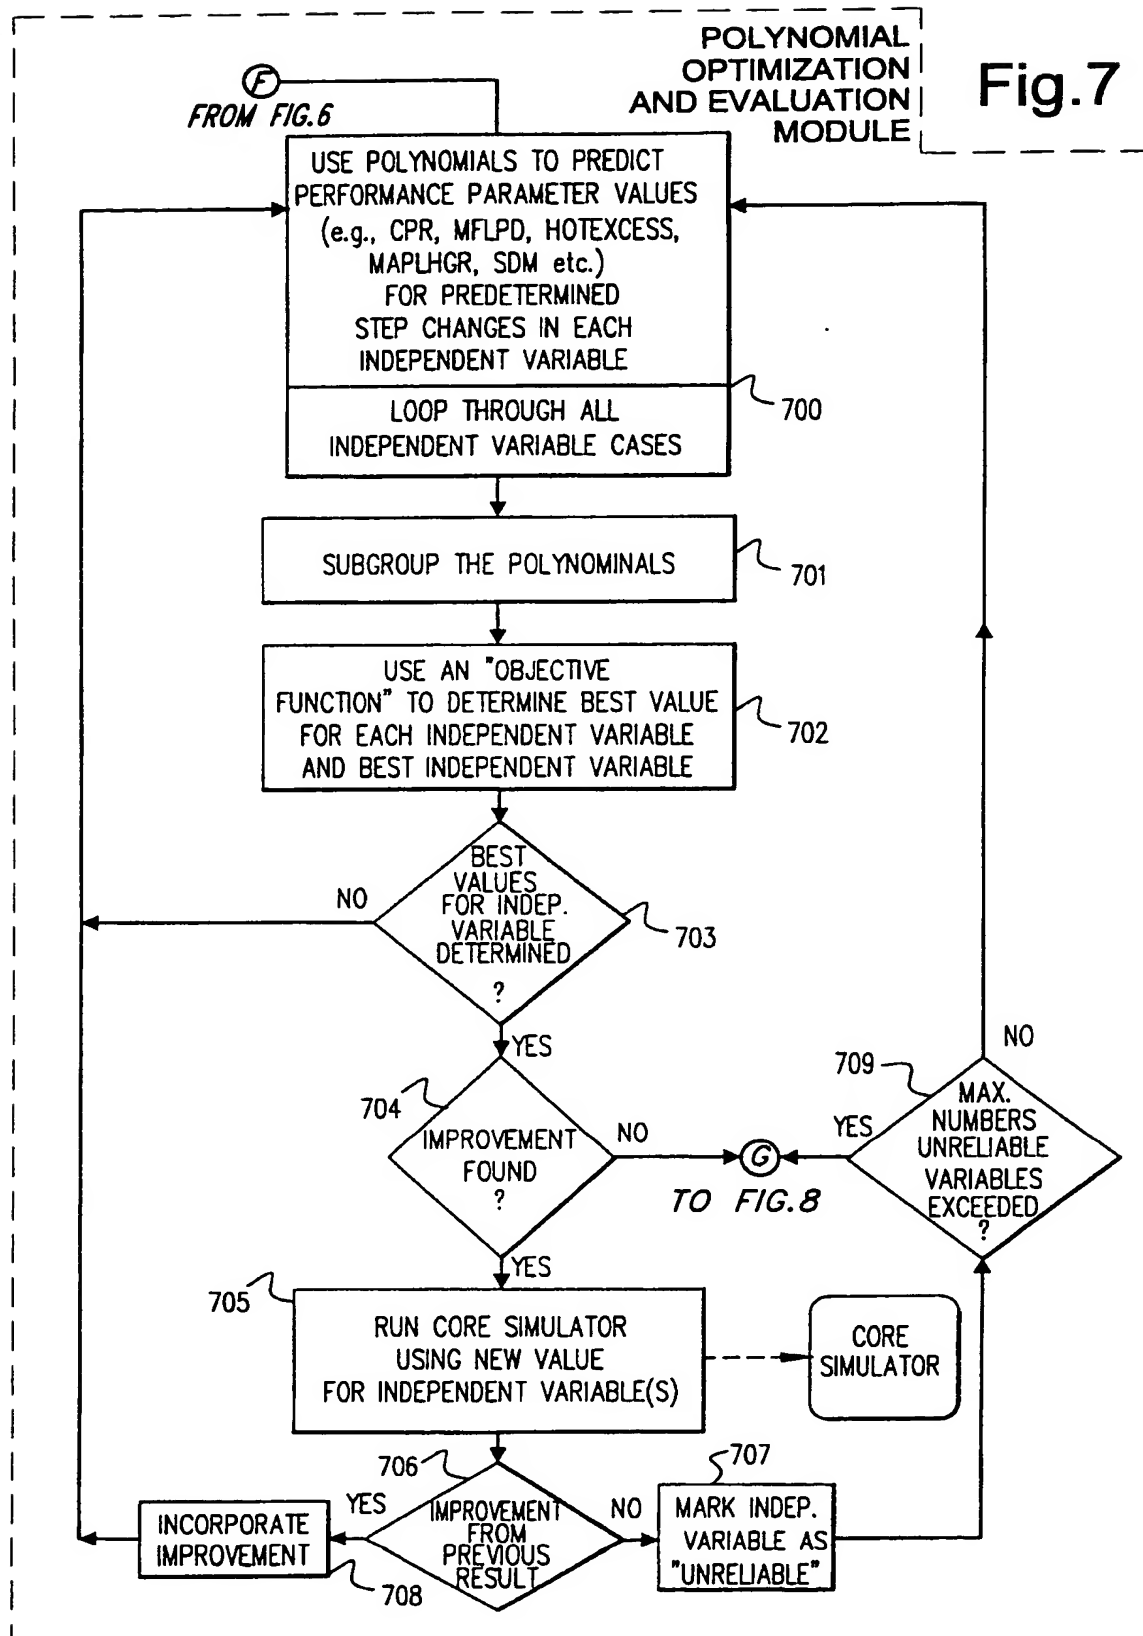 POLYNOMIAL
OPTIMIZATION
AND EVALUATION
MODULE
Fig.7
F
FROM FIG.6
USE POLYNOMIALS TO PREDICT
PERFORMANCE PARAMETER VALUES
(e.g., CPR, MFLPD, HOTEXCESS,
MAPLHGR, SDM etc.)
FOR PREDETERMINED
STEP CHANGES IN EACH
INDEPENDENT VARIABLE
700
LOOP THROUGH ALL
INDEPENDENT VARIABLE CASES
SUBGROUP THE POLYNOMINALS
701
USE AN "OBJECTIVE
FUNCTION" TO DETERMINE BEST VALUE
FOR EACH INDEPENDENT VARIABLE
AND BEST INDEPENDENT VARIABLE
702
BEST
VALUES
FOR INDEP.
VARIABLE
DETERMINED
?
NO
703
YES
704
IMPROVEMENT
FOUND
?
NO
G
TO FIG.8
YES
709
MAX.
NUMBERS
UNRELIABLE
VARIABLES
EXCEEDED
?
NO
YES
705
RUN CORE SIMULATOR
USING NEW VALUE
FOR INDEPENDENT VARIABLE(S)
CORE
SIMULATOR
706
IMPROVEMENT
FROM
PREVIOUS
RESULT
YES
NO
707
MARK INDEP.
VARIABLE AS
"UNRELIABLE"
INCORPORATE
IMPROVEMENT
708